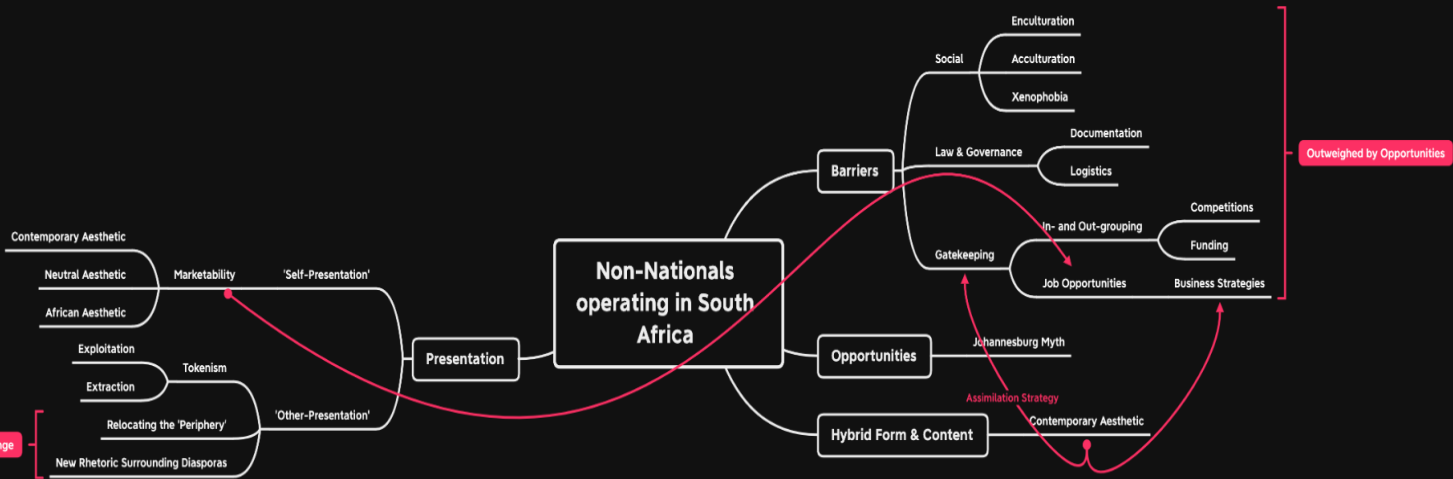 Non-Nationals
operating in South
Africa
Barriers
Social
Enculturation
Acculturation
Xenophobia
Law & Governance
Documentation
Logistics
Gatekeeping
In- and Out-grouping
Competitions
Funding
Job Opportunities
Business Strategies
Outweighed by Opportunities
Opportunities
Johannesburg Myth
Hybrid Form & Content
Contemporary Aesthetic
Assimilation Strategy
Presentation
'Self-Presentation'
Marketability
Contemporary Aesthetic
Neutral Aesthetic
African Aesthetic
'Other-Presentation'
Tokenism
Exploitation
Extraction
Relocating the 'Periphery'
New Rhetoric Surrounding Diasporas